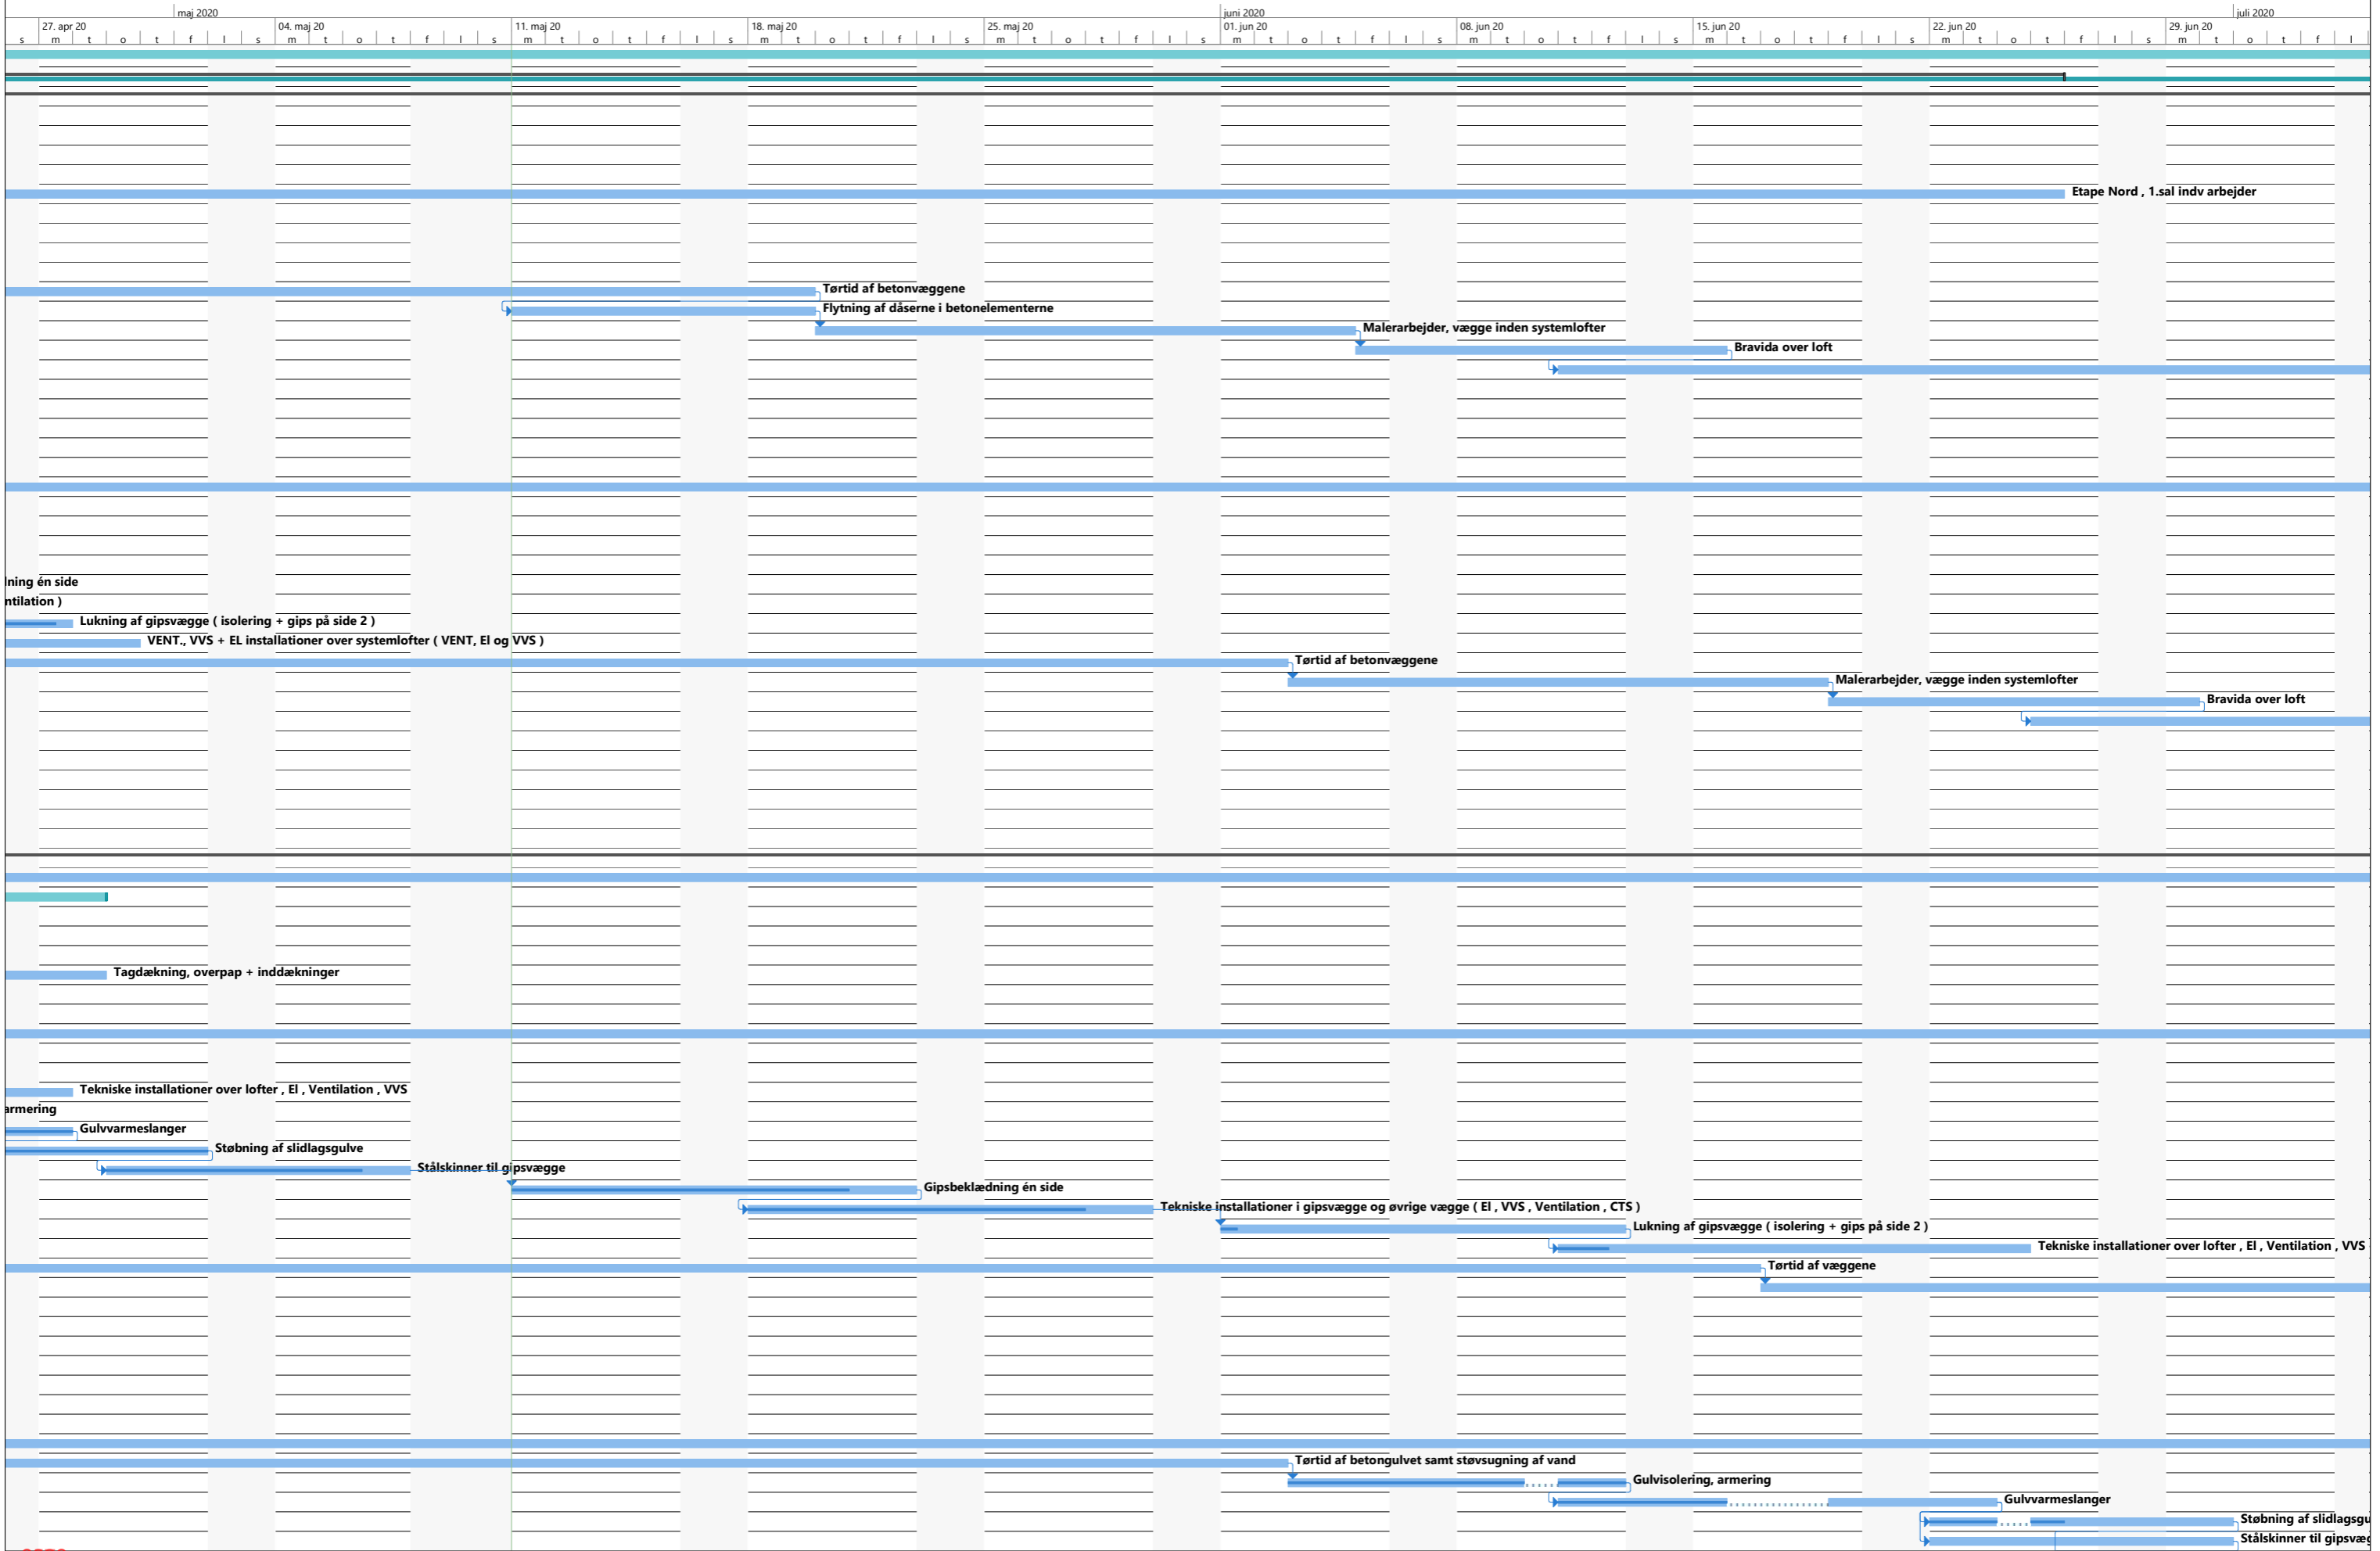 maj 2020 juni 2020 juli 2020
27. apr 20 04. maj 20 11. maj 20 18. maj 20 25. maj 20 01. jun 20 08. jun 20 15. jun 20 22. jun 20 29. jun 20
s m t o t f l s m t o t f l s m t o t f l s m t o t f l s m t o t f l s m t o t f l s m t o t f l s m t o t f l s m t o t f l s m t o t f l
Etape Nord , 1.sal indv arbejder
Tørtid af betonvæggene
Flytning af dåserne i betonelementerne
Malerarbejder, vægge inden systemlofter
Bravida over loft
lning én side
ntilation )
Lukning af gipsvægge ( isolering + gips på side 2 )
VENT., VVS + EL installationer over systemlofter ( VENT, El og VVS )
Tørtid af betonvæggene
Malerarbejder, vægge inden systemlofter
Bravida over loft
Tagdækning, overpap + inddækninger
Tekniske installationer over lofter , El , Ventilation , VVS
armering
Gulvvarmeslanger
Støbning af slidlagsgulve
Stålskinner til gipsvægge
Gipsbeklædning én side
Tekniske installationer i gipsvægge og øvrige vægge ( El , VVS , Ventilation , CTS )
Lukning af gipsvægge ( isolering + gips på side 2 )
Tekniske installationer over lofter , El , Ventilation , VVS
Tørtid af væggene
Tørtid af betongulvet samt støvsugning af vand
Gulvisolering, armering
Gulvvarmeslanger
Støbning af slidlagsgu
Stålskinner til gipsvæg